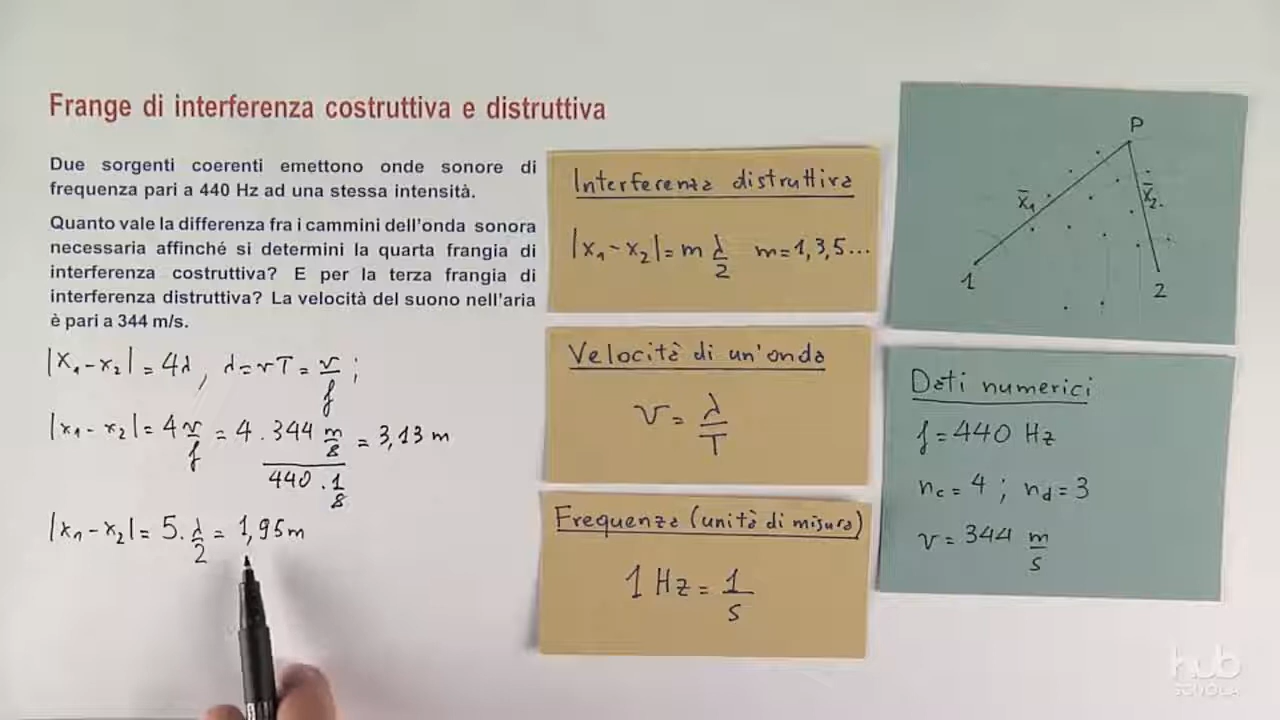 Frange di interferenza costruttiva e distruttiva
Due sorgenti coerenti emettono onde sonore di
frequenza pari a 440 Hz ad una stessa intensità.
Quanto vale la differenza fra i cammini dell'onda sonora
necessaria affinché si determini la quarta frangia di
interferenza costruttiva? E per la terza frangia di
interferenza distruttiva? La velocità del suono nell'aria
è pari a 344 m/s.
|x₁-x₂| = 4λ, λ=vT = v/f ;
|x₁-x₂| = 4 v/f = 4 . 344 m/s / 440 . 1/s = 3,13 m
|x₁-x₂| = 5. λ/2 = 1,95 m
Interferenza distruttiva
|x₁-x₂| = m λ/2 m=1,3,5...
Velocità di un'onda
v = λ/T
Frequenza (unità di misura)
1 Hz = 1/s
P
x̄₁
x̄₂
1
2
Dati numerici
f = 440 Hz
nc = 4 ; nd = 3
v = 344 m/s
hub
SCUOLA